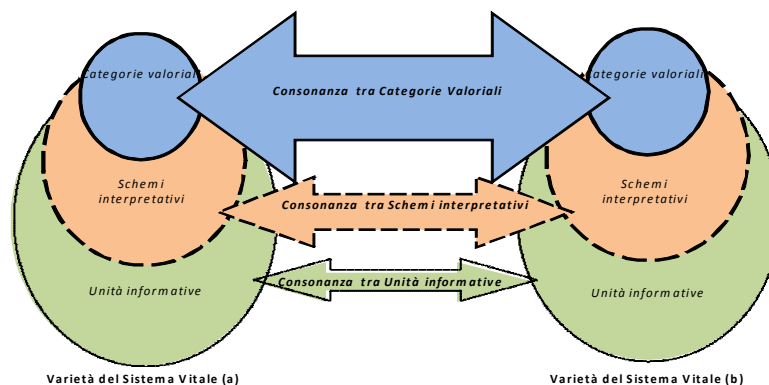 Categorie valoriali
Consonanza tra Categorie Valoriali
Categorie valoriali
Schemi
interpretativi
Consonanza tra Schemi interpretativi
Schemi
interpretativi
Unità informative
Consonanza tra Unità informative
Unità informative
Varietà del Sistema Vitale (a)
Varietà del Sistema Vitale (b)